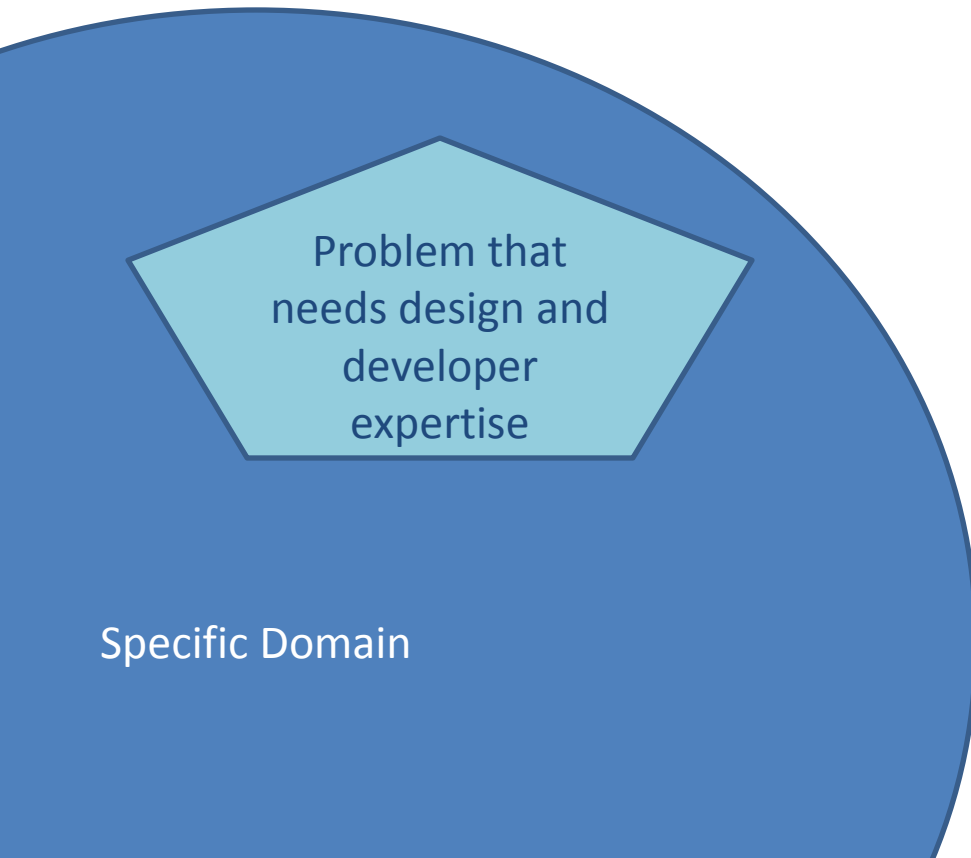 Problem that
needs design and
developer
expertise
Specific Domain